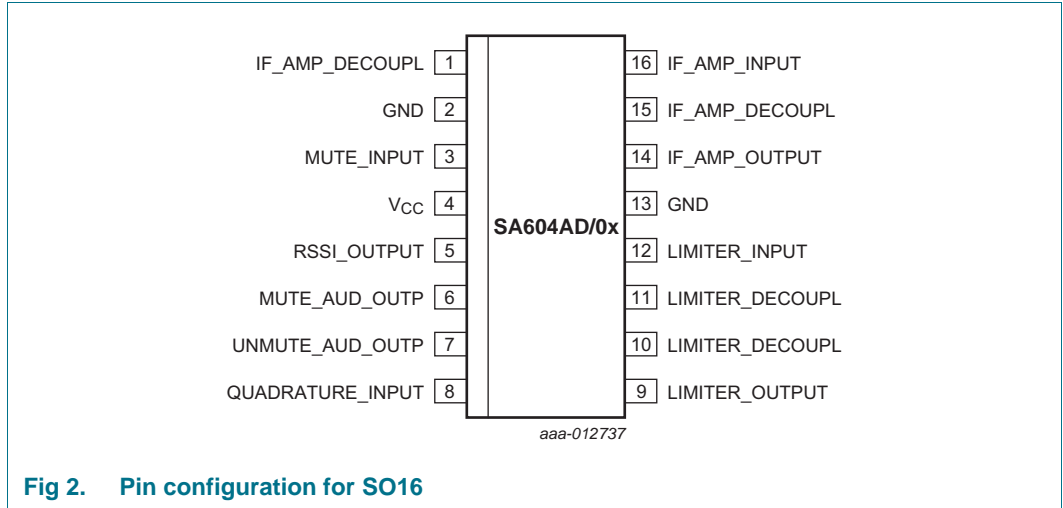 IF_AMP_DECOUPL 1
16 IF_AMP_INPUT
GND 2
15 IF_AMP_DECOUPL
MUTE_INPUT 3
14 IF_AMP_OUTPUT
VCC 4
13 GND
SA604AD/0x
RSSI_OUTPUT 5
12 LIMITER_INPUT
MUTE_AUD_OUTP 6
11 LIMITER_DECOUPL
UNMUTE_AUD_OUTP 7
10 LIMITER_DECOUPL
QUADRATURE_INPUT 8
9 LIMITER_OUTPUT
aaa-012737
Fig 2. Pin configuration for SO16